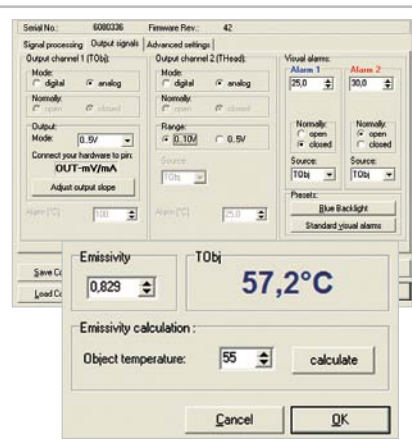 Serial No.: 6080336 Firmware Rev.: 42
Signal processing Output signals Advanced settings
Output channel 1 (TObj):
Mode:
digital analog
Normally:
open closed
Output:
Mode: 0..5V
Connect your hardware to pin:
OUT-mV/mA
Adjust output slope
Alarm [°C]: 100
Output channel 2 (THead):
Mode:
digital analog
Normally:
open closed
Range:
0..10V 0..5V
Source:
TObj
Alarm [°C]: 25,0
Visual alarms:
Alarm 1 Alarm 2
25,0 30,0
Normally: Normally:
open open
closed closed
Source: Source:
TObj TObj
Presets:
Blue Backlight
Standard visual alarms
Save Co
Load Co
Emissivity
0,829
TObj
57,2°C
Emissivity calculation :
Object temperature: 55 calculate
Cancel OK